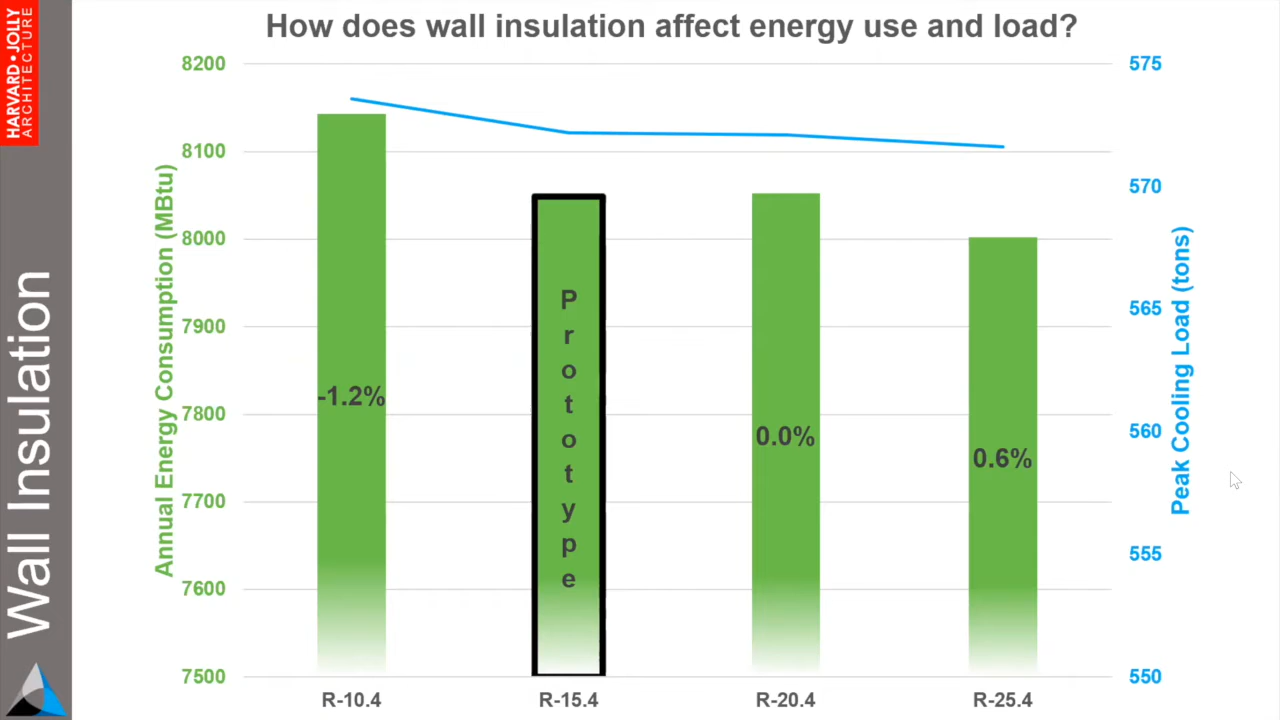 HARVARD • JOLLY
ARCHITECTURE
Wall Insulation
How does wall insulation affect energy use and load?
Annual Energy Consumption (MBtu)
8200
8100
8000
7900
7800
7700
7600
7500
-1.2%
Prototype
0.0%
0.6%
R-10.4
R-15.4
R-20.4
R-25.4
575
570
565
560
555
550
Peak Cooling Load (tons)